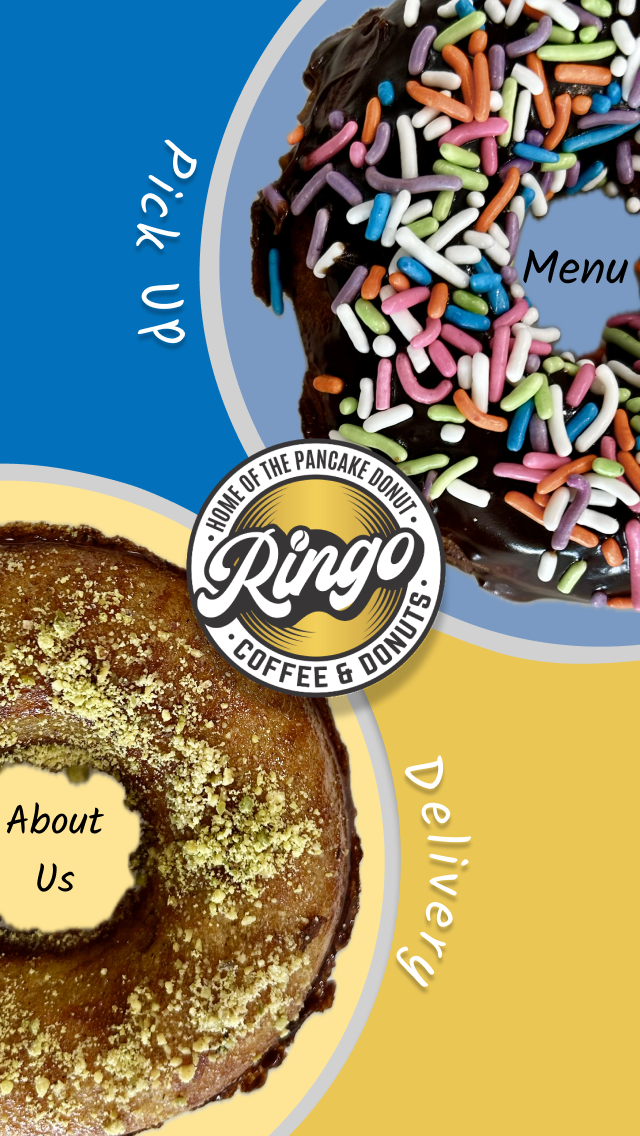 Pick Up
Menu
HOME OF THE PANCAKE DONUT
Ringo
COFFEE & DONUTS
Delivery
About
Us